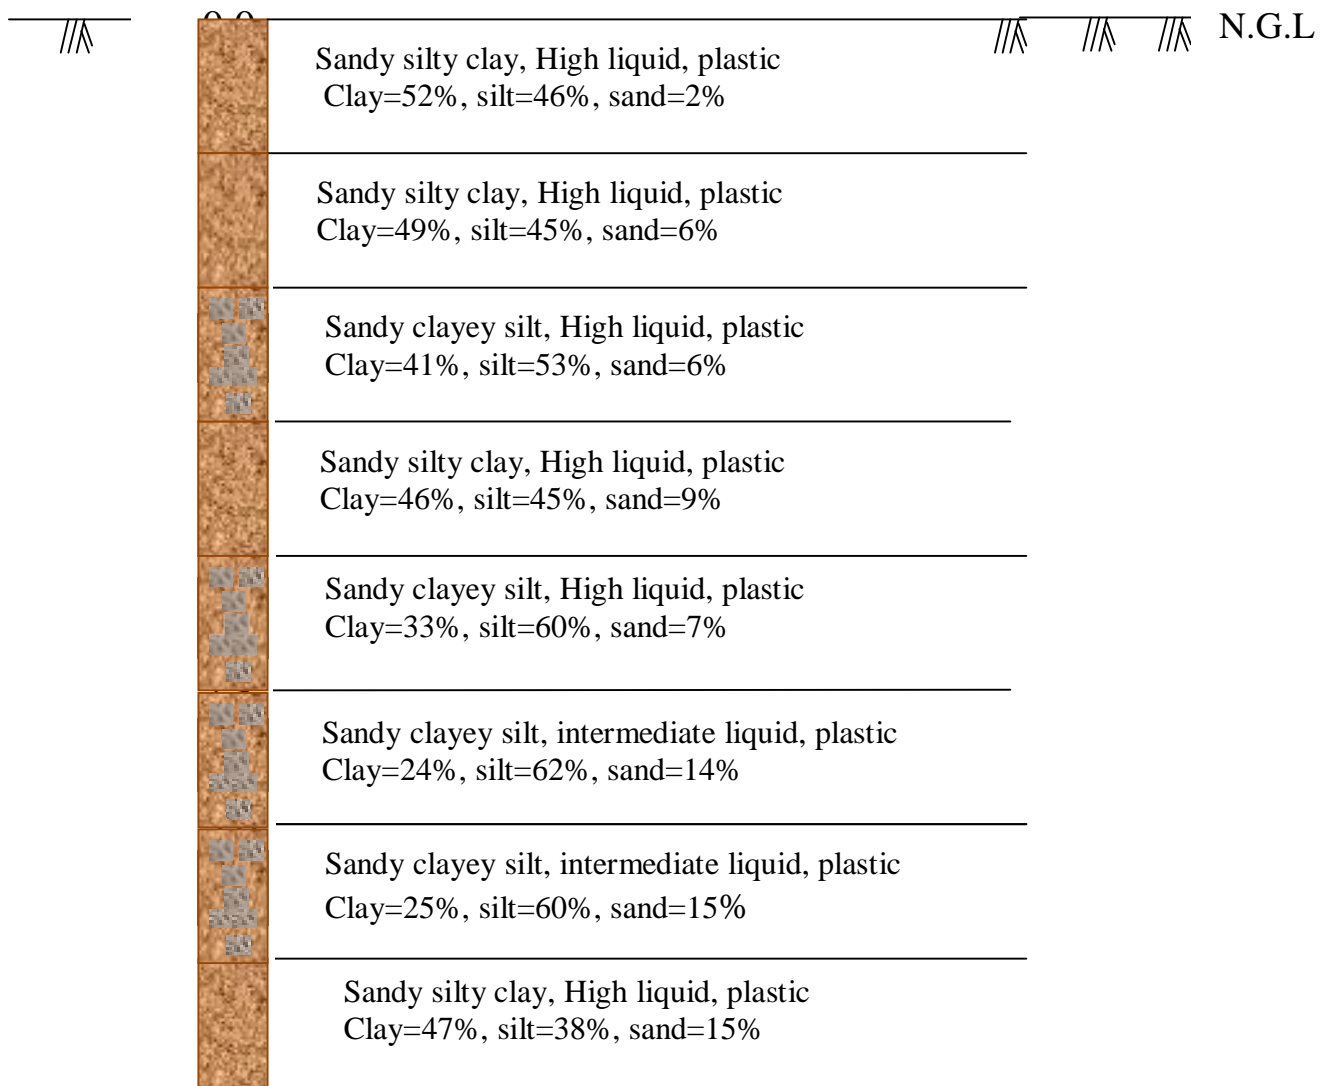 N.G.L
Sandy silty clay, High liquid, plastic
Clay=52%, silt=46%, sand=2%
Sandy silty clay, High liquid, plastic
Clay=49%, silt=45%, sand=6%
Sandy clayey silt, High liquid, plastic
Clay=41%, silt=53%, sand=6%
Sandy silty clay, High liquid, plastic
Clay=46%, silt=45%, sand=9%
Sandy clayey silt, High liquid, plastic
Clay=33%, silt=60%, sand=7%
Sandy clayey silt, intermediate liquid, plastic
Clay=24%, silt=62%, sand=14%
Sandy clayey silt, intermediate liquid, plastic
Clay=25%, silt=60%, sand=15%
Sandy silty clay, High liquid, plastic
Clay=47%, silt=38%, sand=15%